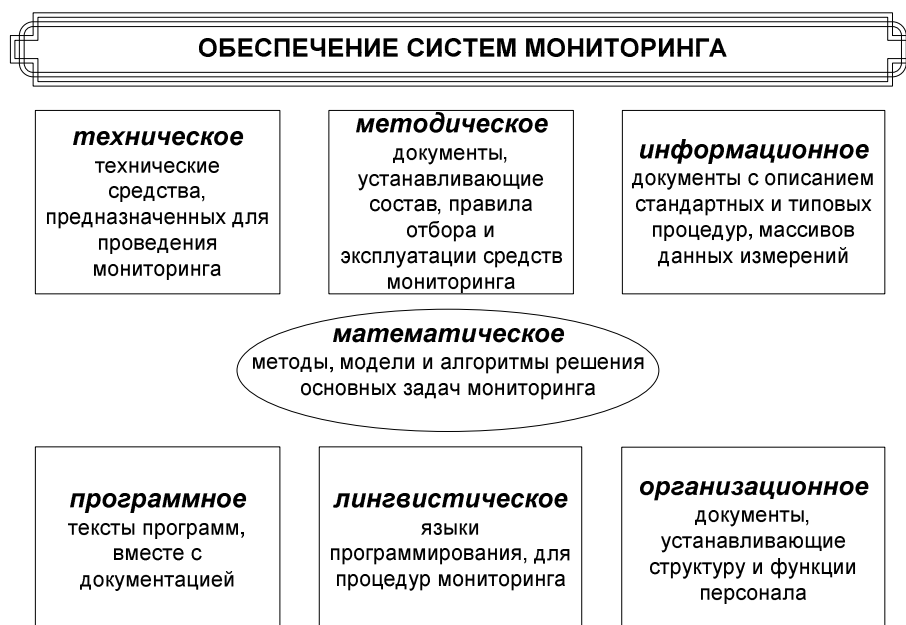 ОБЕСПЕЧЕНИЕ СИСТЕМ МОНИТОРИНГА
техническое
технические
средства,
предназначенных для
проведения
мониторинга
методическое
документы,
устанавливающие
состав, правила
отбора и
эксплуатации средств
мониторинга
информационное
документы с описанием
стандартных и типовых
процедур, массивов
данных измерений
математическое
методы, модели и алгоритмы решения
основных задач мониторинга
программное
тексты программ,
вместе с
документацией
лингвистическое
языки
программирования, для
процедур мониторинга
организационное
документы,
устанавливающие
структуру и функции
персонала